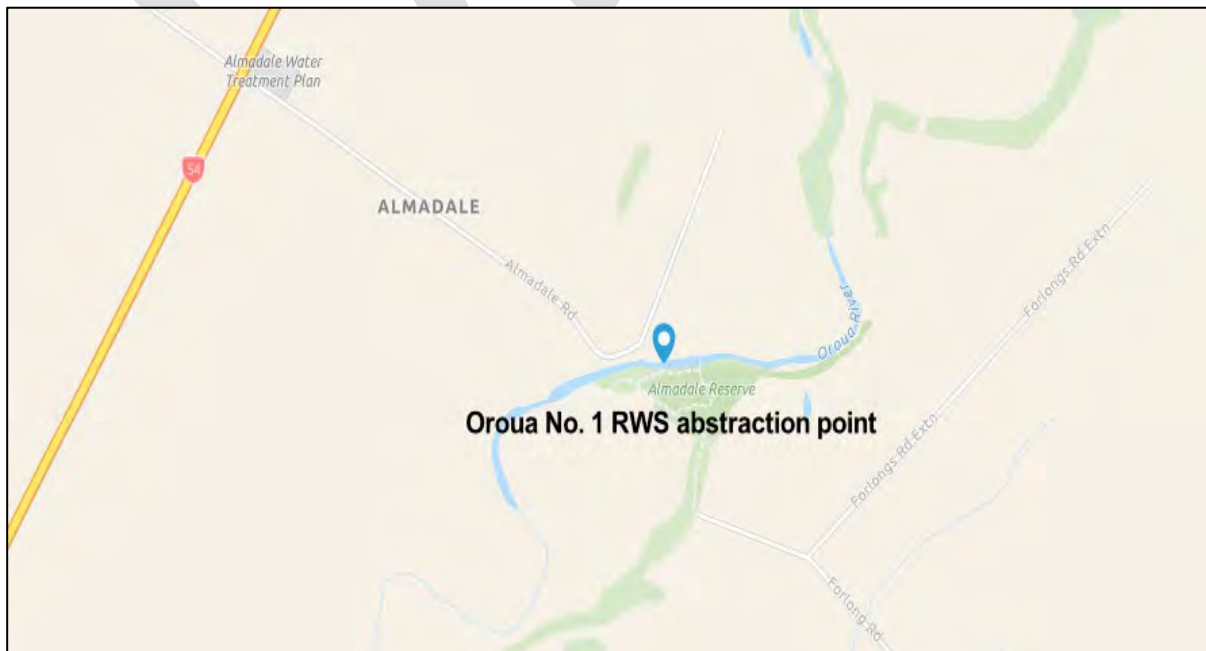 Almadale Water
Treatment Plan
54
ALMADALE
Almadale Rd
Forlongs Rd Extn
Oroua River
Almadale Reserve
Oroua No. 1 RWS abstraction point
Forlongs Rd Extn
Forlong Rd